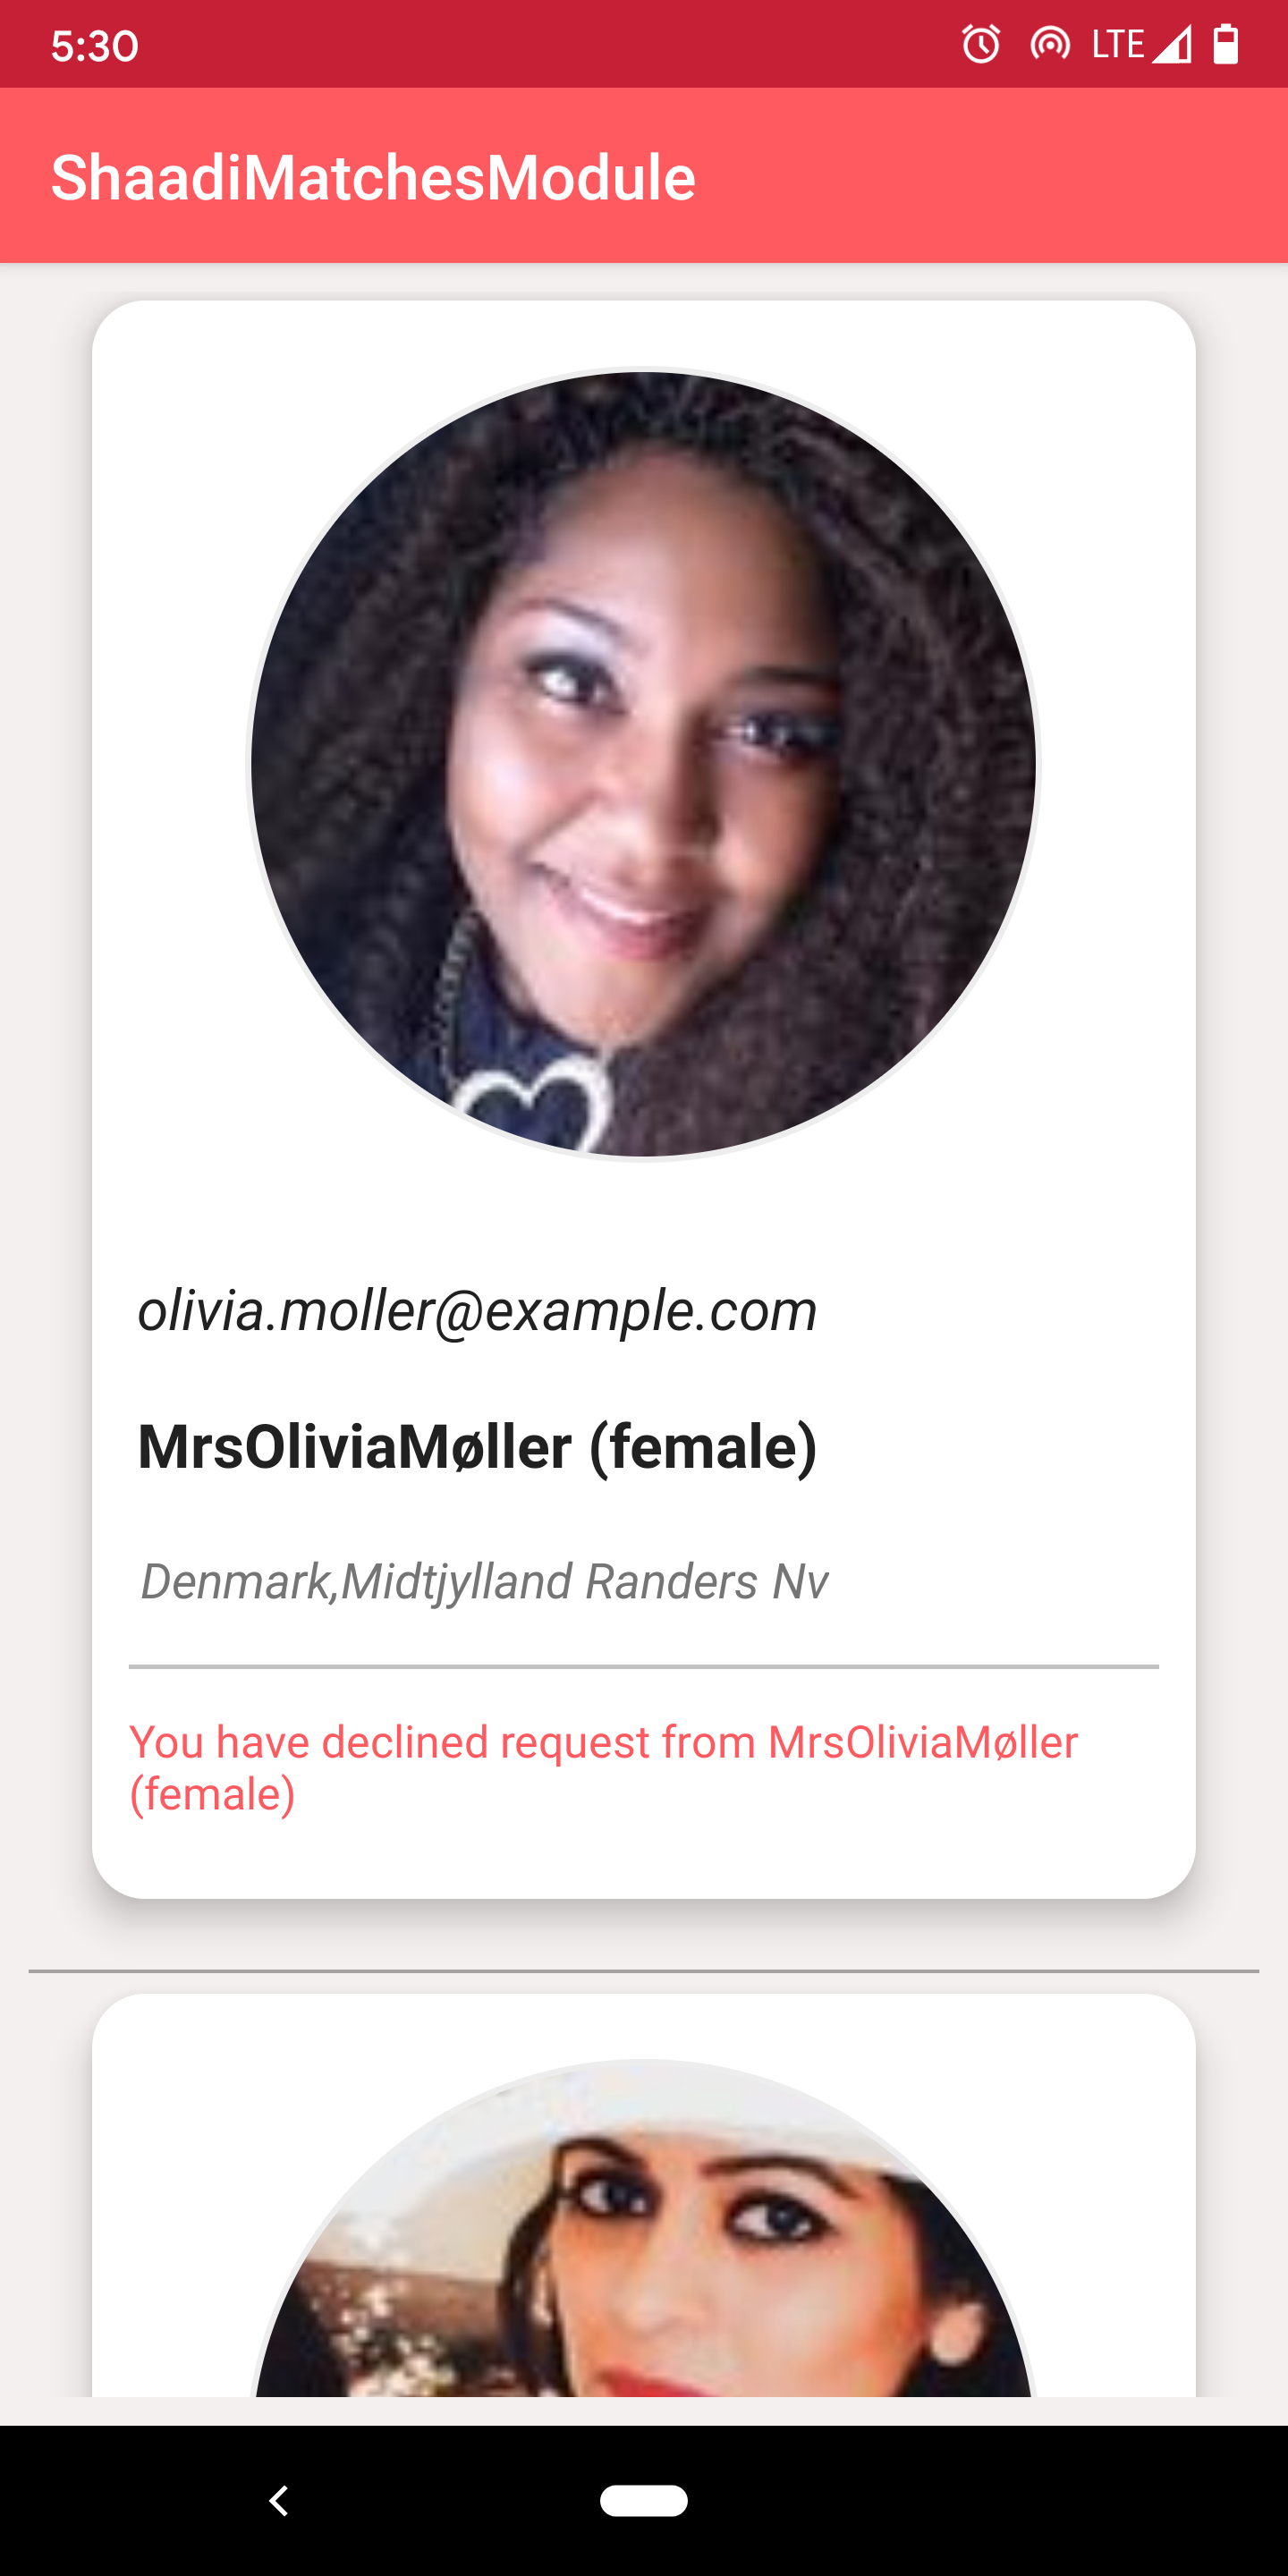 5:30 LTE
ShaadiMatchesModule
olivia.moller@example.com
MrsOliviaMøller (female)
Denmark,Midtjylland Randers Nv
You have declined request from MrsOliviaMøller
(female)